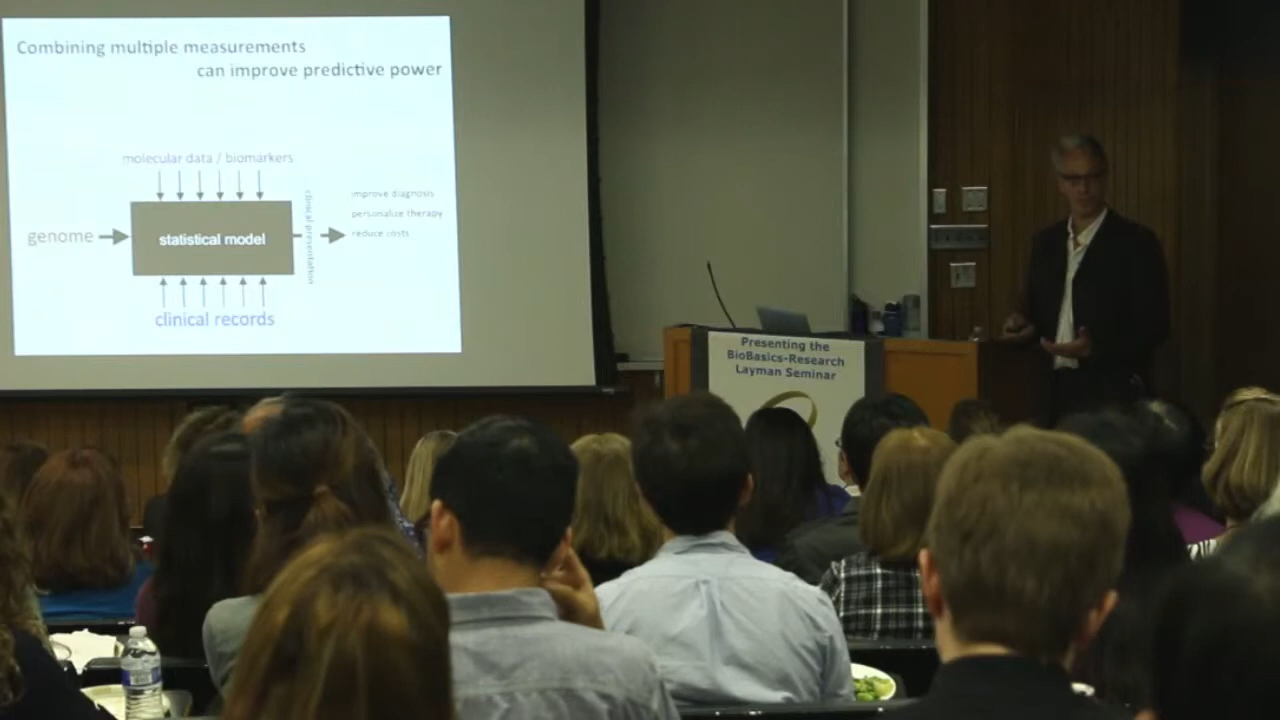 Combining multiple measurements
can improve predictive power
molecular data / biomarkers
genome
statistical model
clinical presentation
improve diagnosis
personalize therapy
reduce costs
clinical records
Presenting the
BioBasics-Research
Layman Seminar